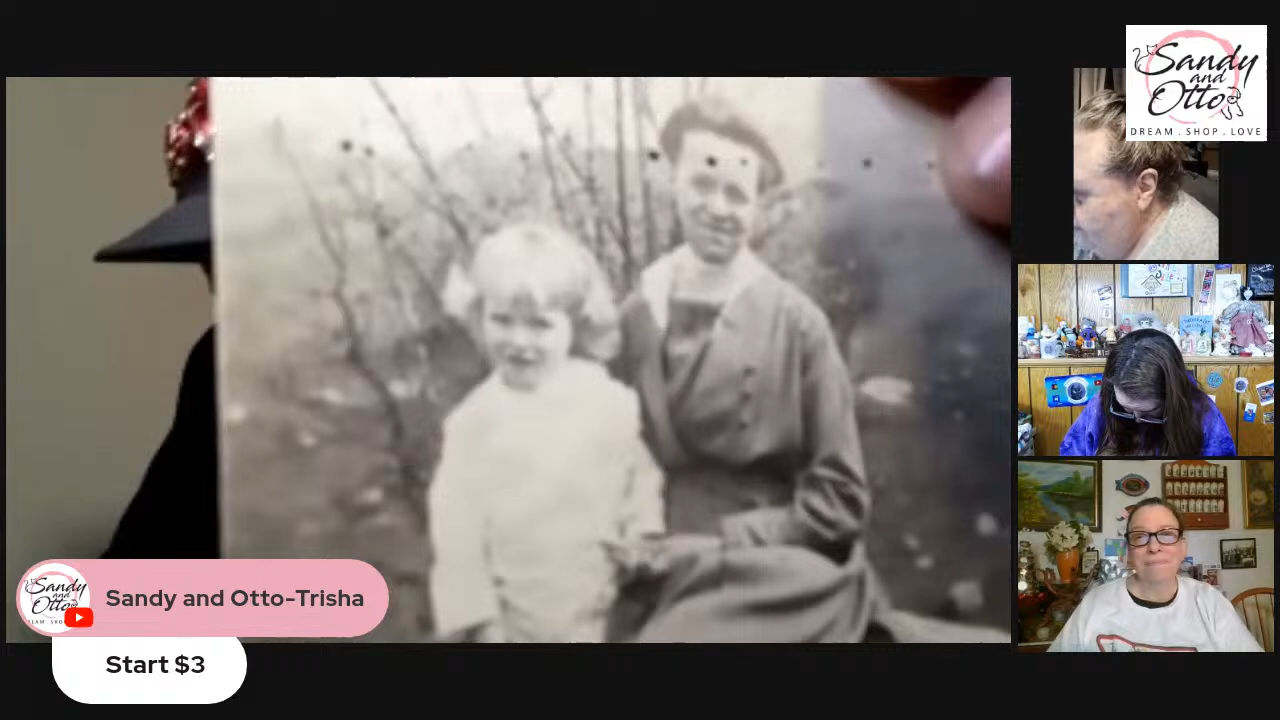 Sandy
and
Otto
DREAM . SHOP . LOVE
Sandy and Otto-Trisha
Start $3